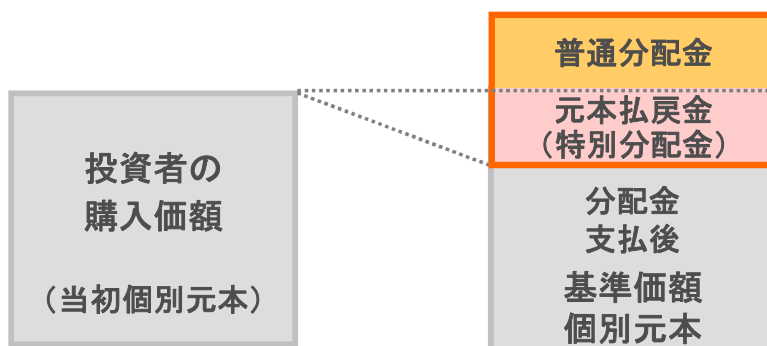 投資者の
購入価額
（当初個別元本）
普通分配金
元本払戻金
（特別分配金）
分配金
支払後
基準価額
個別元本